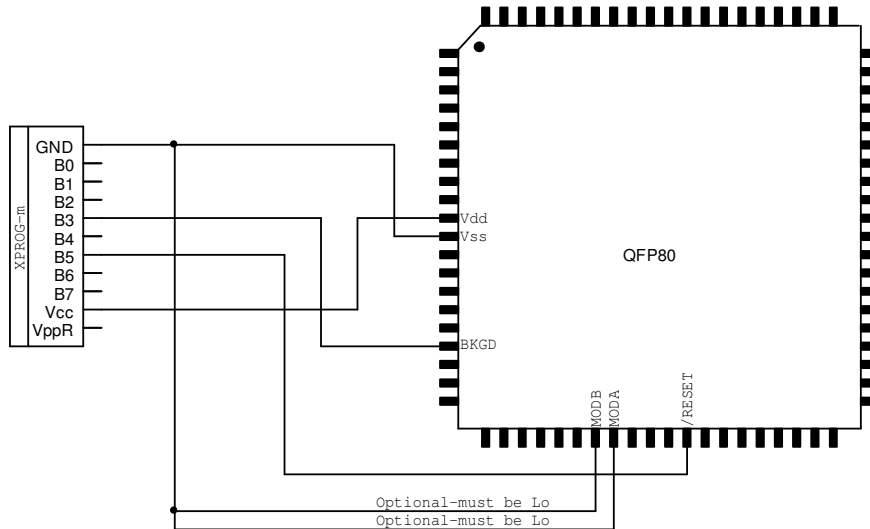 XPROG-m
GND
B0
B1
B2
B3
B4
B5
B6
B7
Vcc
VppR
Vdd
Vss
BKGD
QFP80
MODB
MODA
/RESET
Optional-must be Lo
Optional-must be Lo